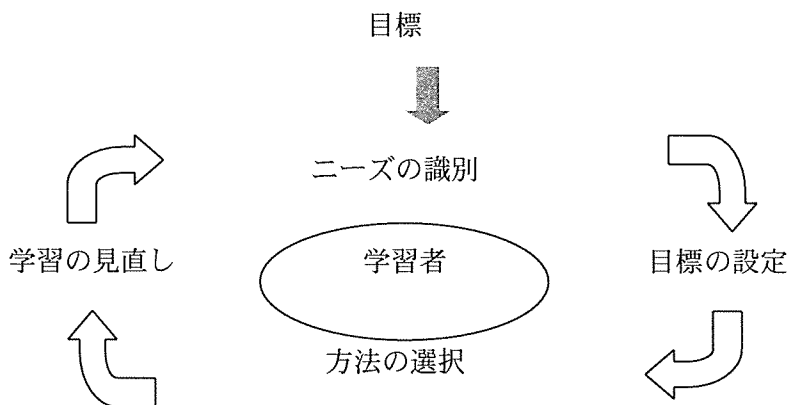 目標
ニーズの識別
学習の見直し
学習者
目標の設定
方法の選択